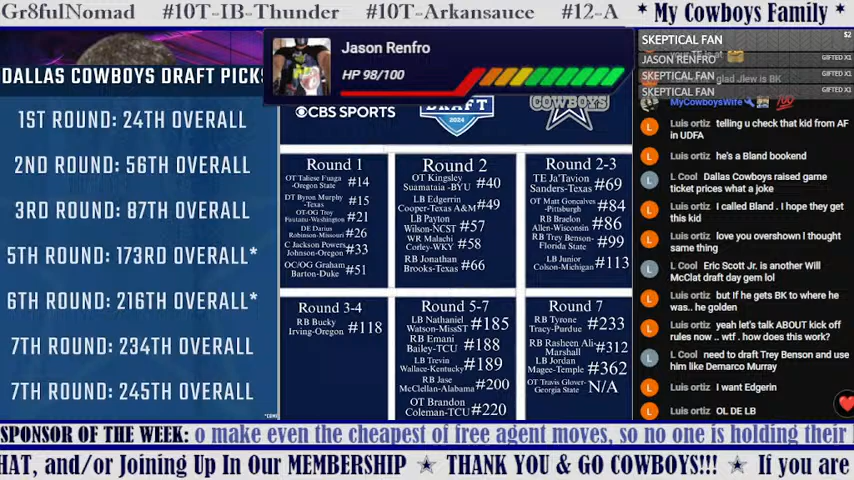 Gr8fulNomad #10T-IB-Thunder #10T-Arkansauce #12-A * My Cowboys Family *
Jason Renfro
HP 98/100
DALLAS COWBOYS DRAFT PICKS
1ST ROUND: 24TH OVERALL
2ND ROUND: 56TH OVERALL
3RD ROUND: 87TH OVERALL
5TH ROUND: 173RD OVERALL*
6TH ROUND: 216TH OVERALL*
7TH ROUND: 234TH OVERALL
7TH ROUND: 245TH OVERALL
CBS SPORTS
DRAFT
2024
COWBOYS
Round 1
OT Taliese Fuaga
-Oregon State #14
DT Byron Murphy
-Texas #15
OT-OG Troy
Fautanu-Washington #21
DE Darius
Robinson-Missouri #26
C Jackson Powers
Johnson-Oregon #33
OC/OG Graham
Barton-Duke #51
Round 2
OT Kingsley
Suamataia -BYU #40
LB Edgerrin
Cooper-Texas A&M #49
LB Payton
Wilson-NCST #57
WR Malachi
Corley-WKY #58
RB Jonathan
Brooks-Texas #66
Round 2-3
TE Ja'Tavion
Sanders-Texas #69
OT Matt Goncalves
-Pittsburgh #84
RB Braelon
Allen-Wisconsin #86
RB Trey Benson-
Florida State #99
LB Junior
Colson-Michigan #113
Round 3-4
RB Bucky
Irving-Oregon #118
Round 5-7
LB Nathaniel
Watson-MissST #185
RB Emani
Bailey-TCU #188
LB Trevin
Wallace-Kentucky #189
RB Jase
McClellan-Alabama #200
OT Brandon
Coleman-TCU #220
Round 7
RB Tyrone
Tracy-Purdue #233
RB Rasheen Ali-
Marshall #312
LB Jordan
Magee-Temple #362
OT Travis Glover-
Georgia State N/A
SKEPTICAL FAN $2
JASON RENFRO GIFTED X1
SKEPTICAL FAN GIFTED X1
glad Jlew is BK
SKEPTICAL FAN GIFTED X1
MyCowboysWife
Luis ortiz telling u check that kid from AF
in UDFA
Luis ortiz he's a Bland bookend
L Cool Dallas Cowboys raised game
ticket prices what a joke
Luis ortiz I called Bland . I hope they get
this kid
Luis ortiz love you overshown I thought
same thing
L Cool Eric Scott Jr. is another Will
McClat draft day gem lol
Luis ortiz but If he gets BK to where he
was.. he golden
Luis ortiz yeah let's talk ABOUT kick off
rules now .. wtf . how does this work?
L Cool need to draft Trey Benson and use
him like Demarco Murray
Luis ortiz I want Edgerin
Luis ortiz OL DE LB
SPONSOR OF THE WEEK: o make even the cheapest of free agent moves, so no one is holding their
HAT, and/or Joining Up In Our MEMBERSHIP ★ THANK YOU & GO COWBOYS!!! ★ If you are